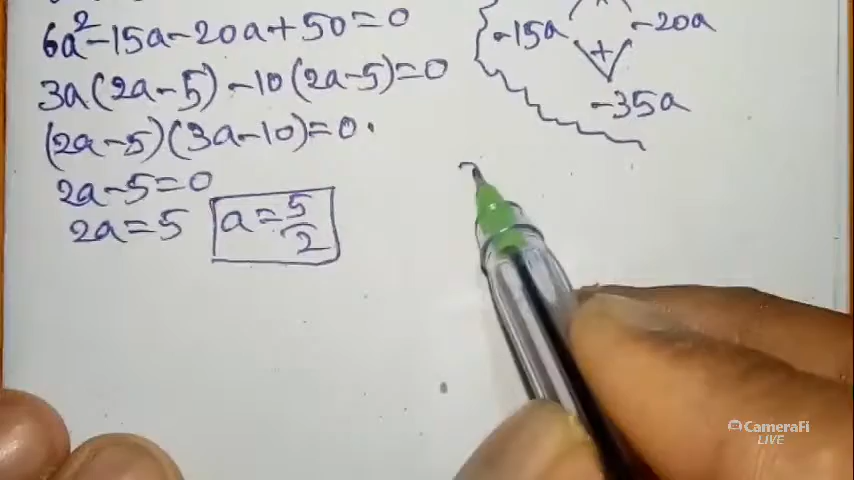 6a²-15a-20a+50=0
3a(2a-5)-10(2a-5)=0
(2a-5)(3a-10)=0.
2a-5=0
2a=5 a=5/2
-15a -20a
+
-35a
CameraFi
LIVE